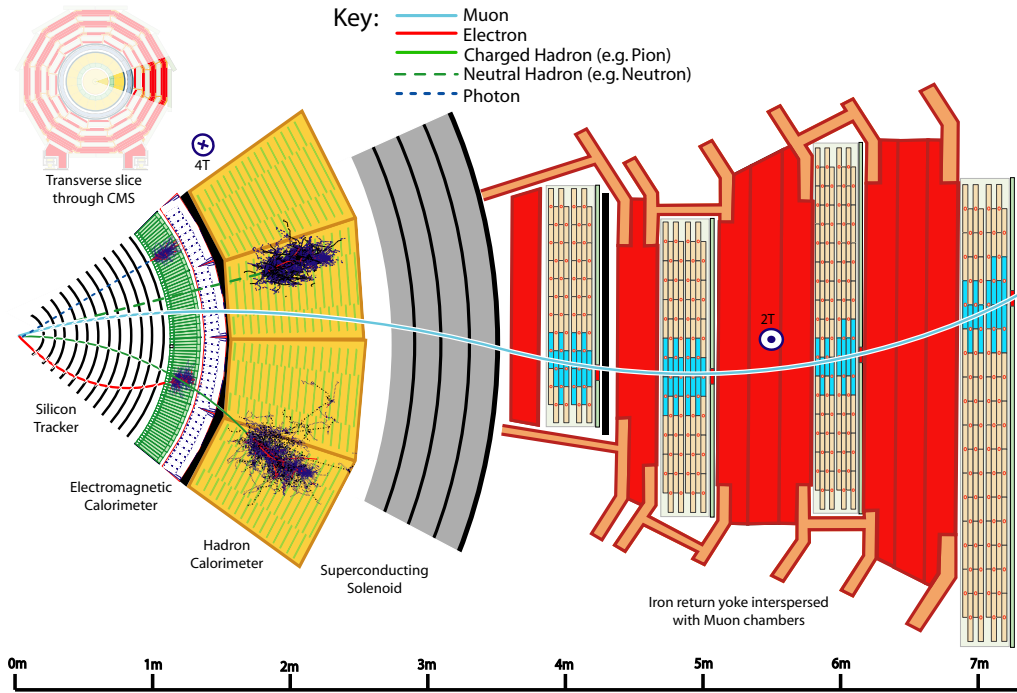 Key:
Muon
Electron
Charged Hadron (e.g. Pion)
Neutral Hadron (e.g. Neutron)
Photon
Transverse slice
through CMS
4T
2T
Silicon
Tracker
Electromagnetic
Calorimeter
Hadron
Calorimeter
Superconducting
Solenoid
Iron return yoke interspersed
with Muon chambers
0m 1m 2m 3m 4m 5m 6m 7m